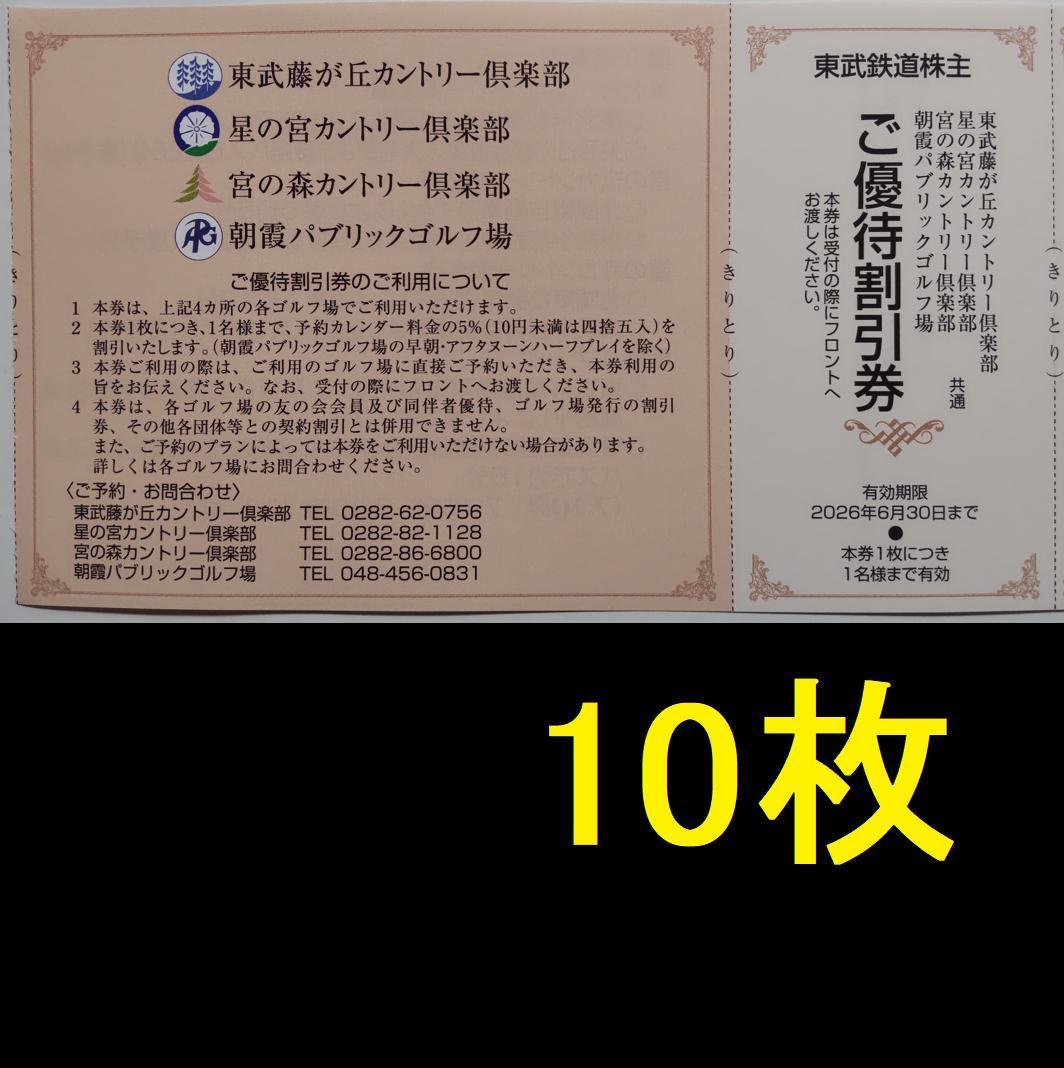 東武藤が丘カントリー倶楽部
星の宮カントリー倶楽部
宮の森カントリー倶楽部
APG
朝霞パブリックゴルフ場
ご優待割引券のご利用について
1 本券は、上記4カ所の各ゴルフ場でご利用いただけます。
2 本券1枚につき、1名様まで、予約カレンダー料金の5%(10円未満は四捨五入)を
割引いたします。(朝霞パブリックゴルフ場の早朝・アフタヌーンハーフプレイを除く)
3 本券ご利用の際は、ご利用のゴルフ場に直接ご予約いただき、本券利用の
旨をお伝えください。なお、受付の際にフロントへお渡しください。
4 本券は、各ゴルフ場の友の会会員及び同伴者優待、ゴルフ場発行の割引
券、その他各団体等との契約割引とは併用できません。
また、ご予約のプランによっては本券をご利用いただけない場合があります。
詳しくは各ゴルフ場にお問合わせください。
〈ご予約・お問合わせ〉
東武藤が丘カントリー倶楽部 TEL 0282-62-0756
星の宮カントリー倶楽部 TEL 0282-82-1128
宮の森カントリー倶楽部 TEL 0282-86-6800
朝霞パブリックゴルフ場 TEL 048-456-0831
(きりとり)
(きりとり)
東武鉄道株主
東武藤が丘カントリー倶楽部
星の宮カントリー倶楽部
宮の森カントリー倶楽部
朝霞パブリックゴルフ場
共通
ご優待割引券
本券は受付の際にフロントへ
お渡しください。
有効期限
2026年6月30日まで
●
本券1枚につき
1名様まで有効
(きりとり)
10枚